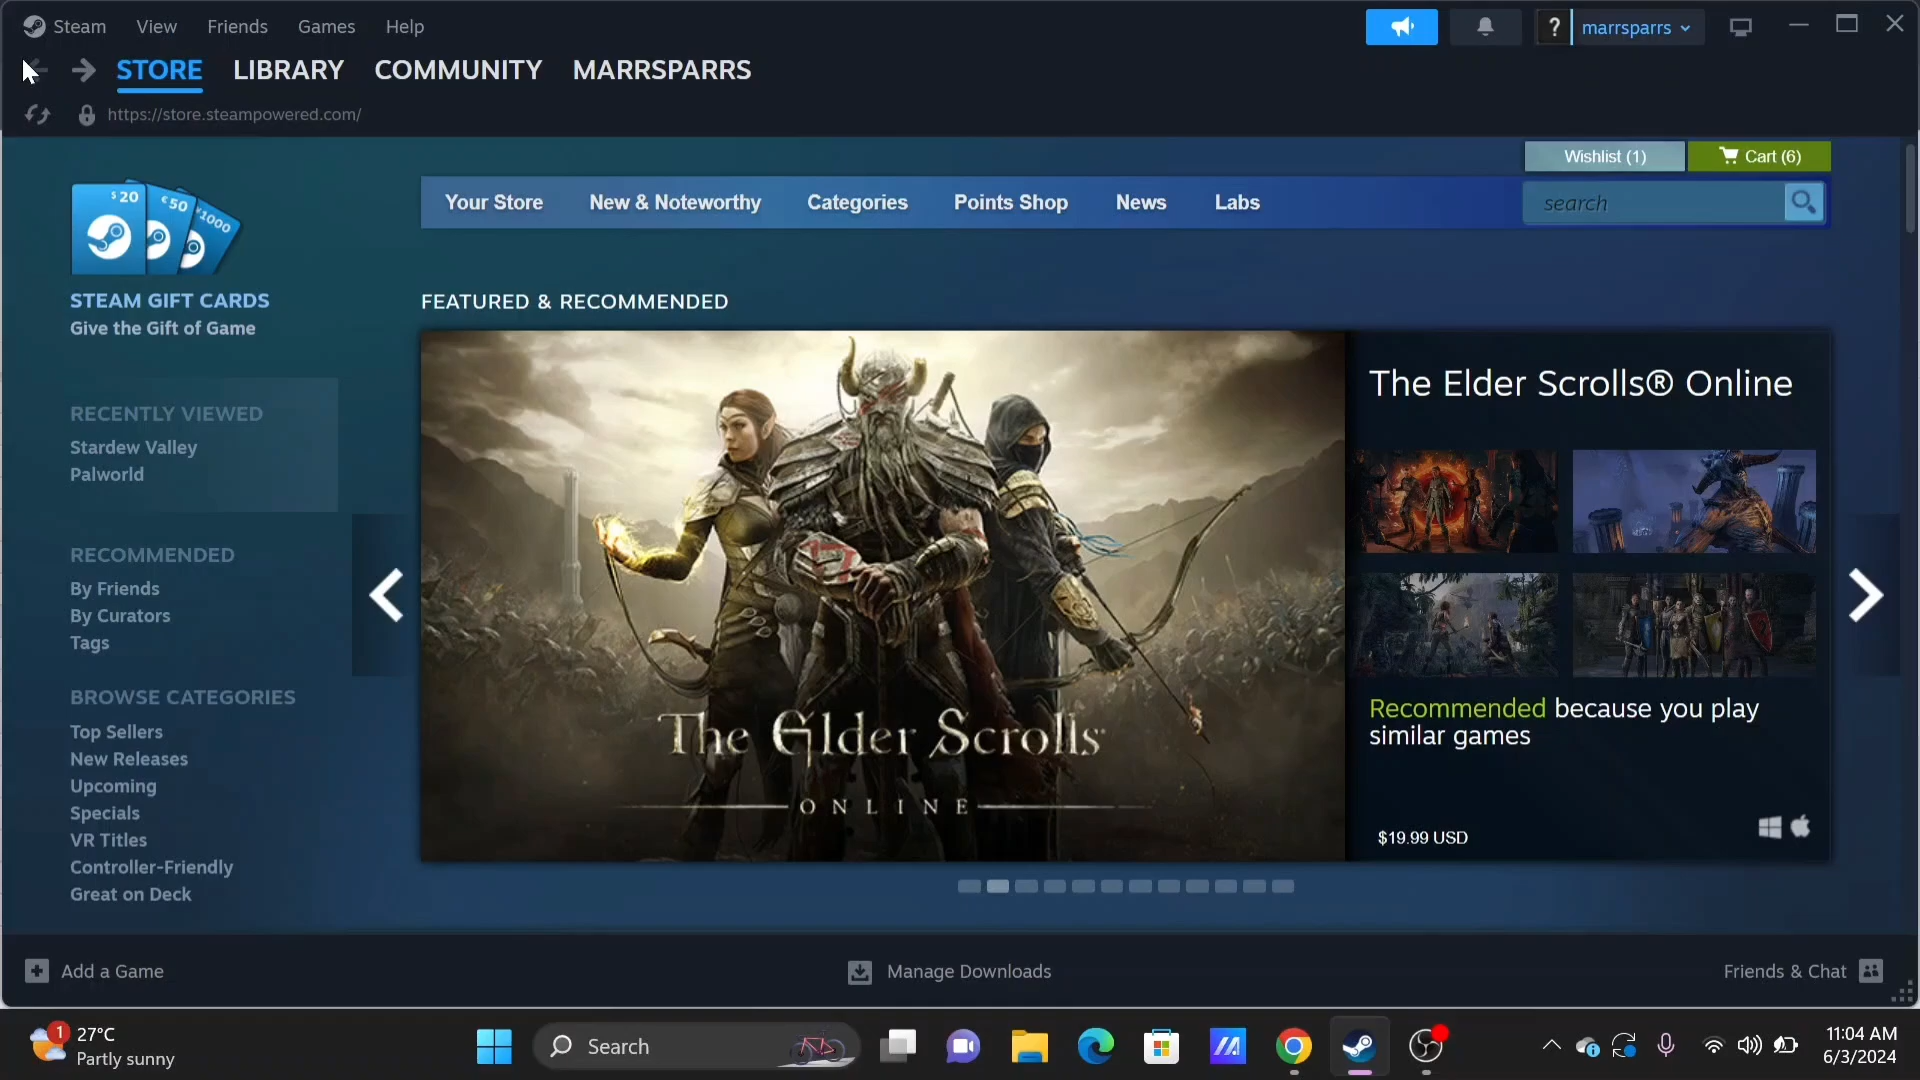 Steam View Friends Games Help
? marrsparrs
STORE LIBRARY COMMUNITY MARRSPARRS
https://store.steampowered.com/
Wishlist (1) Cart (6)
$20 €50 ¥1000
Your Store New & Noteworthy Categories Points Shop News Labs
search
STEAM GIFT CARDS
Give the Gift of Game
FEATURED & RECOMMENDED
RECENTLY VIEWED
Stardew Valley
Palworld
RECOMMENDED
By Friends
By Curators
Tags
BROWSE CATEGORIES
Top Sellers
New Releases
Upcoming
Specials
VR Titles
Controller-Friendly
Great on Deck
The Elder Scrolls
ONLINE
The Elder Scrolls® Online
Recommended because you play
similar games
$19.99 USD
Add a Game
Manage Downloads
Friends & Chat
1
27°C
Partly sunny
Search
11:04 AM
6/3/2024